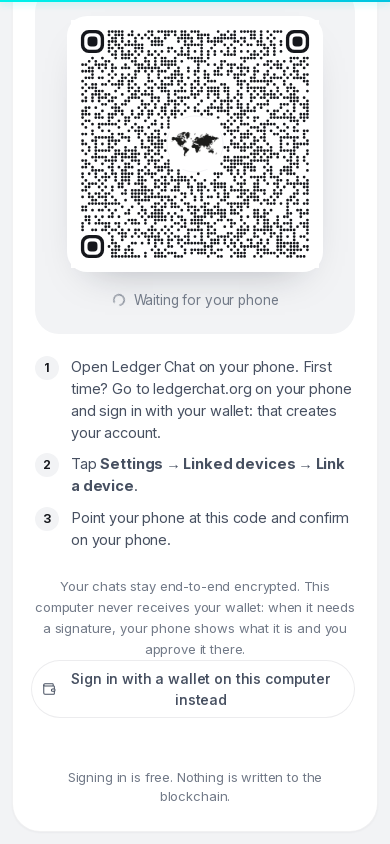 Waiting for your phone
1 Open Ledger Chat on your phone. First
time? Go to ledgerchat.org on your phone
and sign in with your wallet: that creates
your account.
2 Tap Settings → Linked devices → Link
a device.
3 Point your phone at this code and confirm
on your phone.
Your chats stay end-to-end encrypted. This
computer never receives your wallet: when it needs
a signature, your phone shows what it is and you
approve it there.
Sign in with a wallet on this computer
instead
Signing in is free. Nothing is written to the
blockchain.